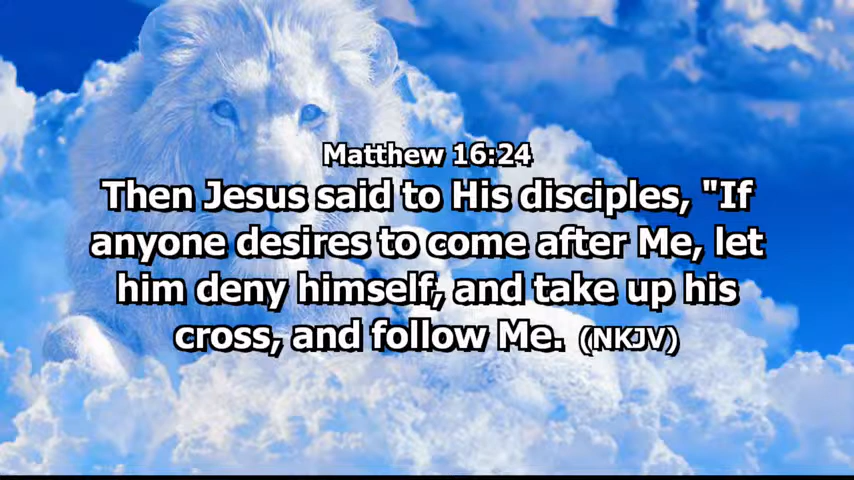 Matthew 16:24
Then Jesus said to His disciples, "If
anyone desires to come after Me, let
him deny himself, and take up his
cross, and follow Me. (NKJV)